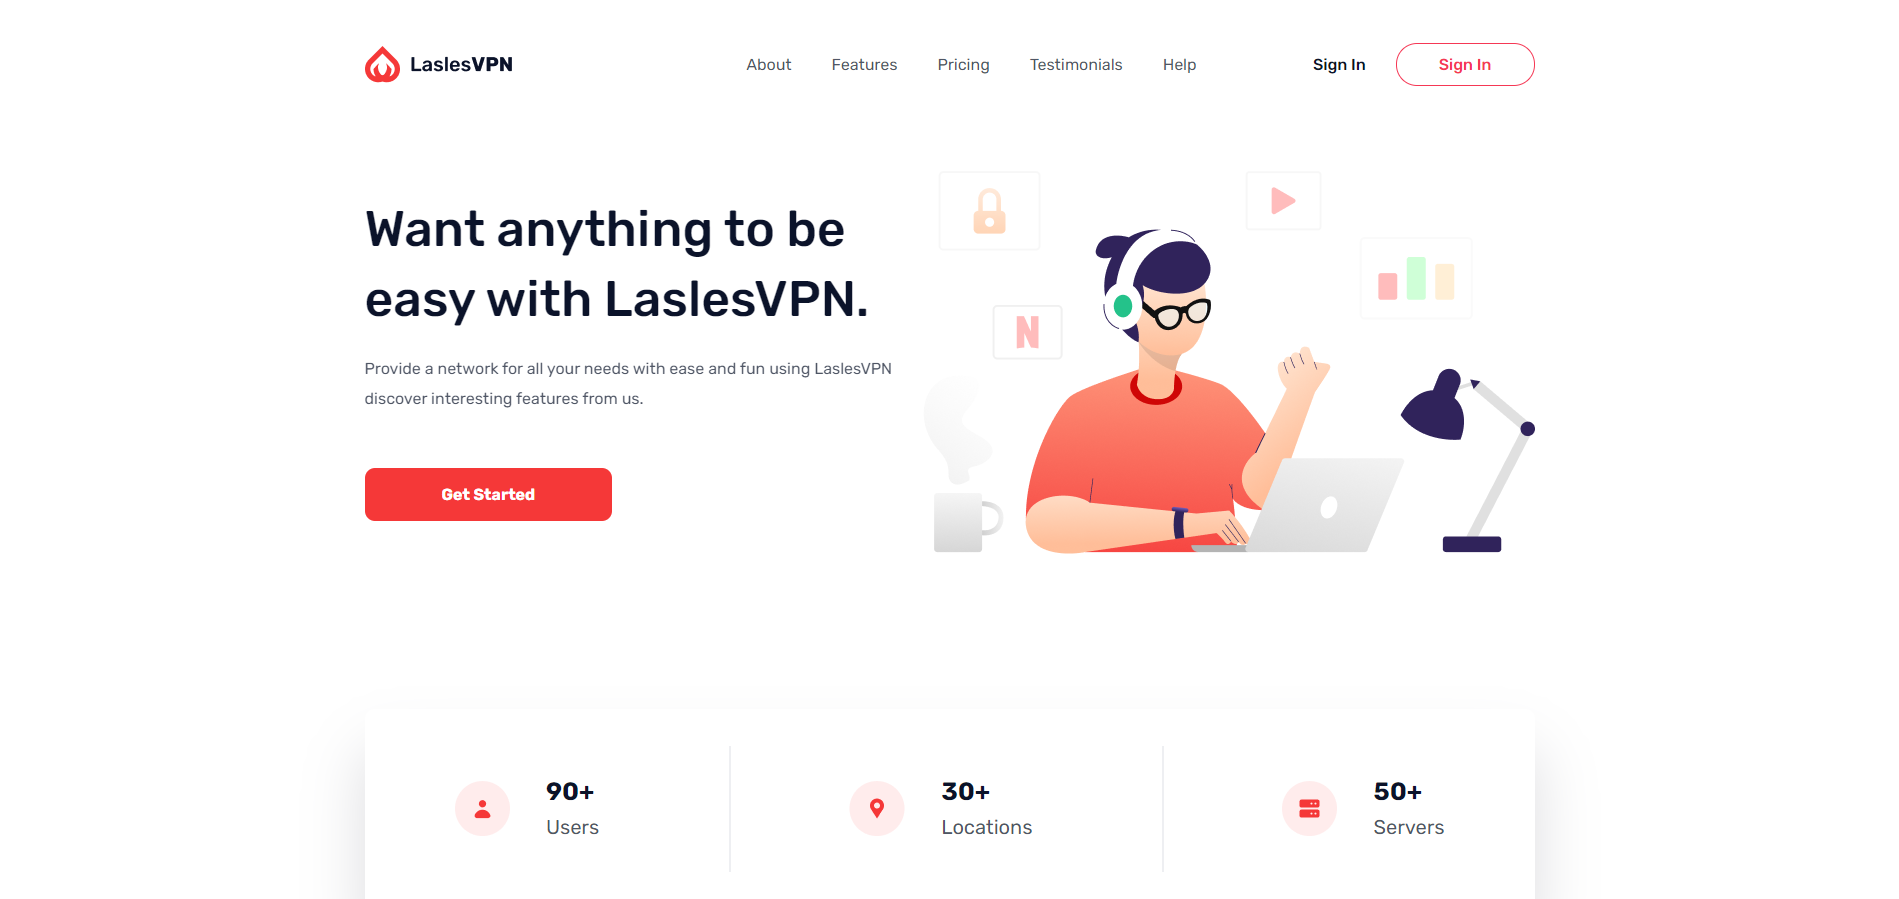 LaslesVPN
About Features Pricing Testimonials Help Sign In Sign In
Want anything to be
easy with LaslesVPN.
Provide a network for all your needs with ease and fun using LaslesVPN
discover interesting features from us.
Get Started
N
90+
Users
30+
Locations
50+
Servers